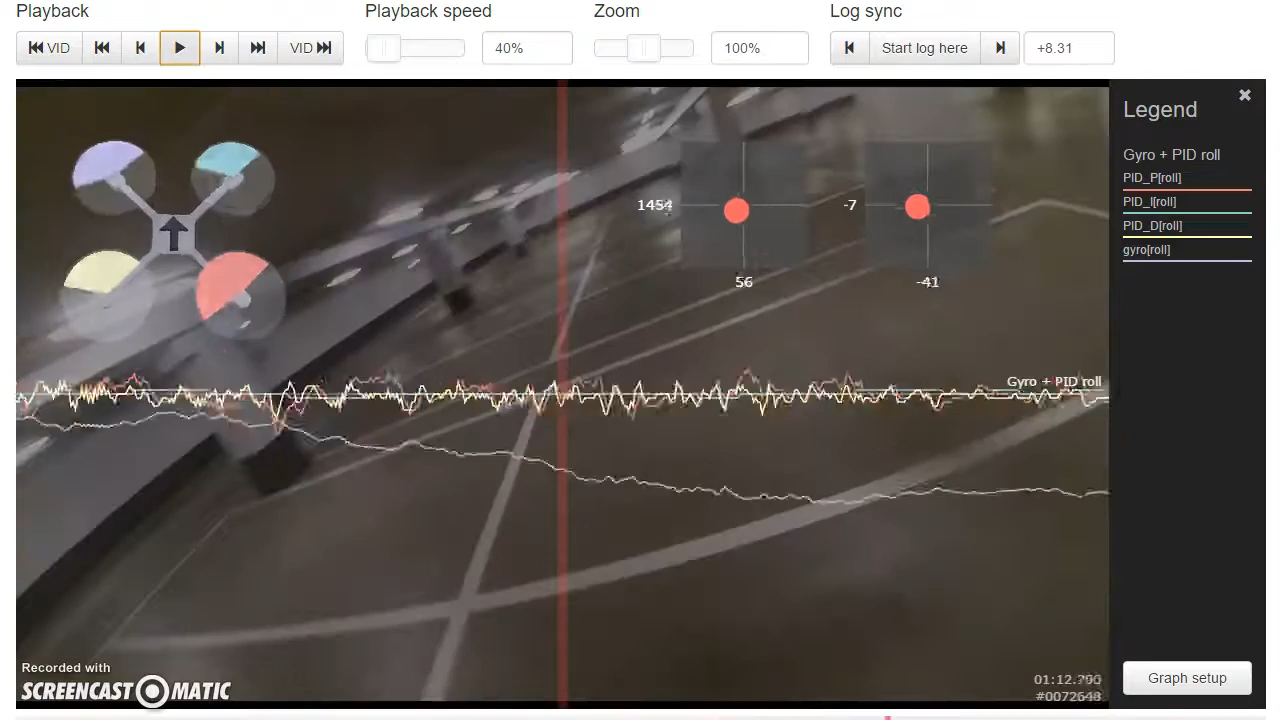 Playback
Playback speed
Zoom
Log sync
VID
VID
40%
100%
Start log here
+8.31
Legend
Gyro + PID roll
PID_P[roll]
PID_I[roll]
PID_D[roll]
gyro[roll]
1454
-7
56
-41
Gyro + PID roll
Recorded with
SCREENCAST MATIC
01:12.790
#0072648
Graph setup